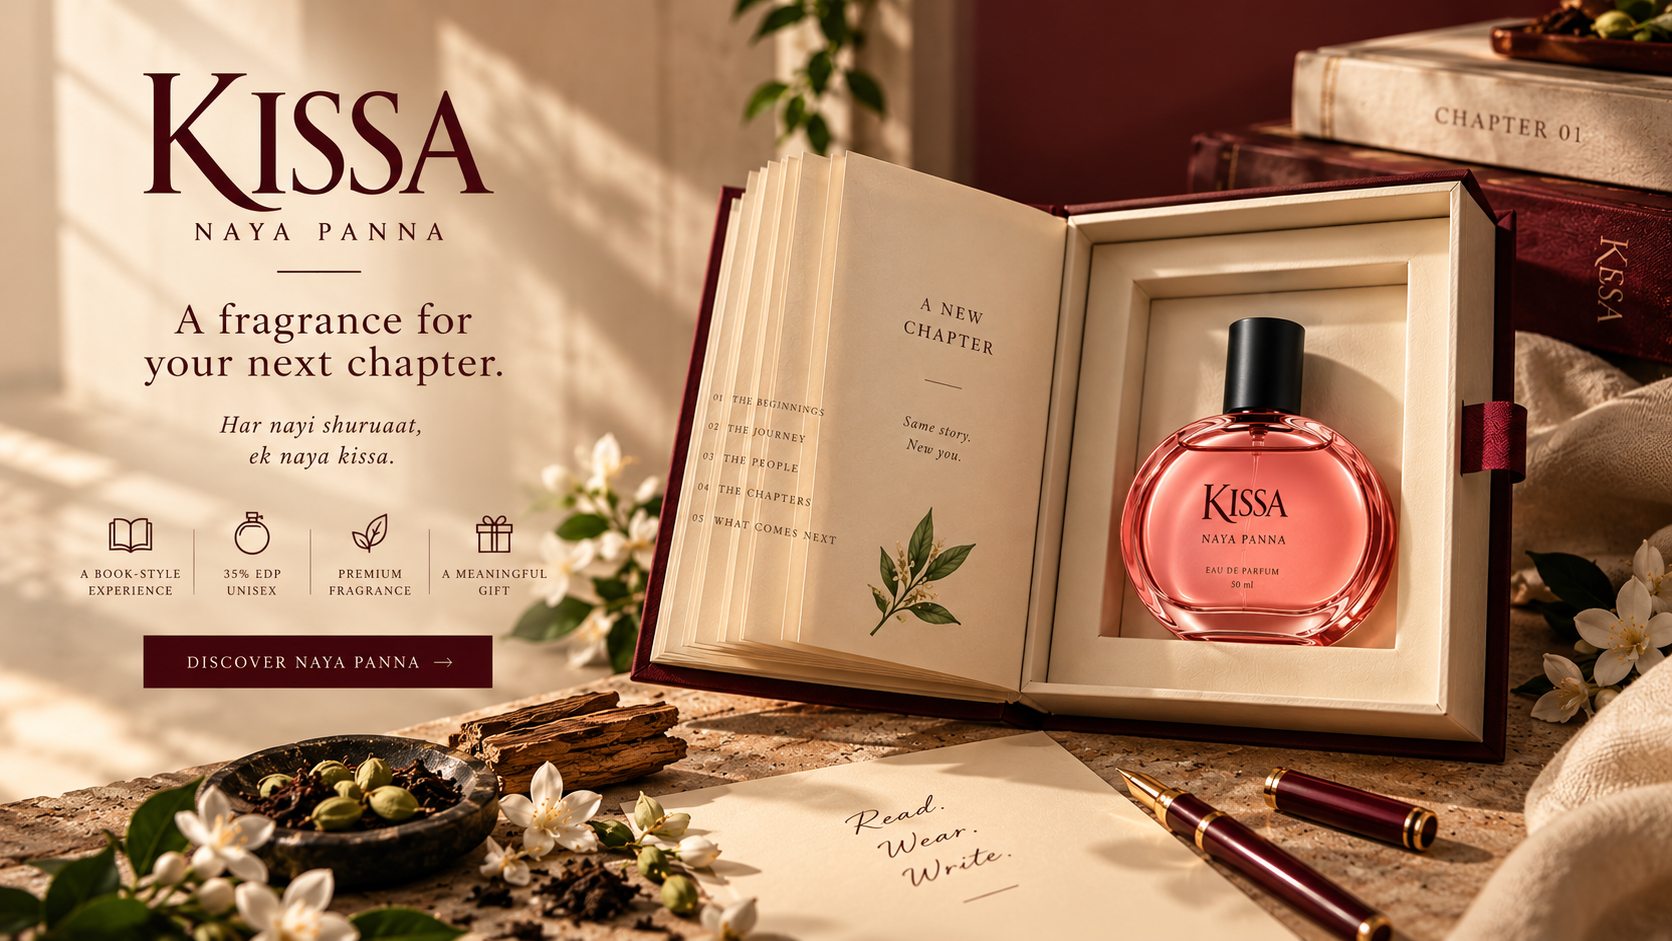 KISSA
NAYA PANNA
A fragrance for
your next chapter.
Har nayi shuruaat,
ek naya kissa.
A BOOK-STYLE
EXPERIENCE
35% EDP
UNISEX
PREMIUM
FRAGRANCE
A MEANINGFUL
GIFT
DISCOVER NAYA PANNA →
01 THE BEGINNINGS
02 THE JOURNEY
03 THE PEOPLE
04 THE CHAPTERS
05 WHAT COMES NEXT
A NEW
CHAPTER
Same story.
New you.
KISSA
NAYA PANNA
EAU DE PARFUM
50 ml
CHAPTER 01
KESA
Read.
Wear.
Write.